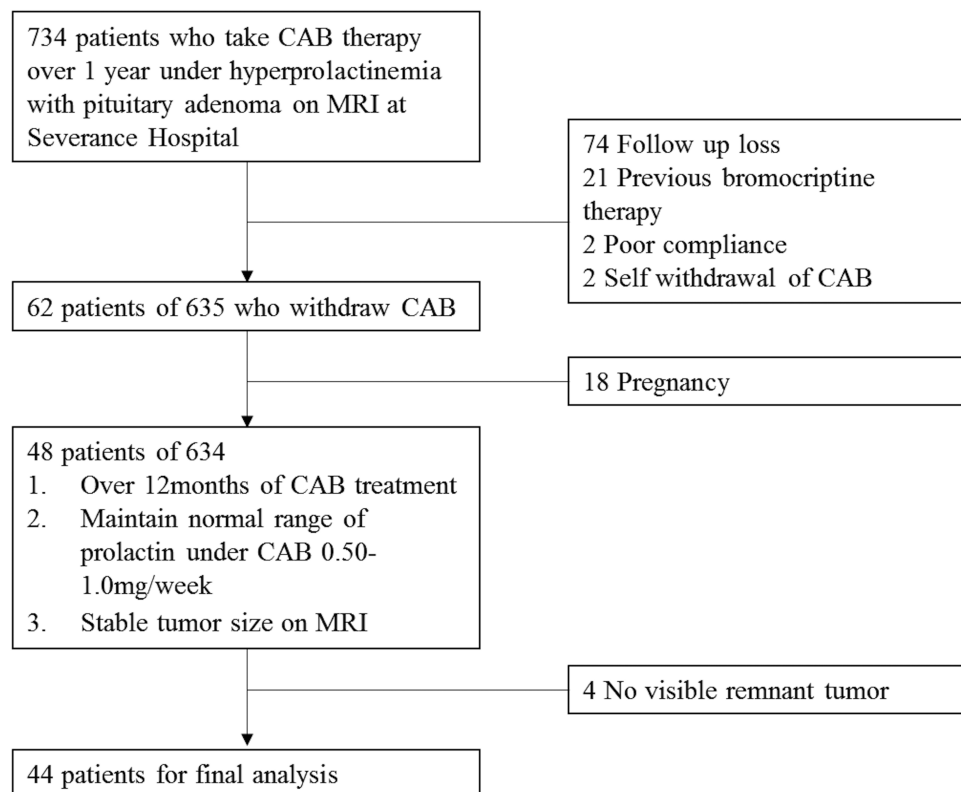 734 patients who take CAB therapy
over 1 year under hyperprolactinemia
with pituitary adenoma on MRI at
Severance Hospital
74 Follow up loss
21 Previous bromocriptine
therapy
2 Poor compliance
2 Self withdrawal of CAB
62 patients of 635 who withdraw CAB
18 Pregnancy
48 patients of 634
1. Over 12months of CAB treatment
2. Maintain normal range of
prolactin under CAB 0.50-
1.0mg/week
3. Stable tumor size on MRI
4 No visible remnant tumor
44 patients for final analysis